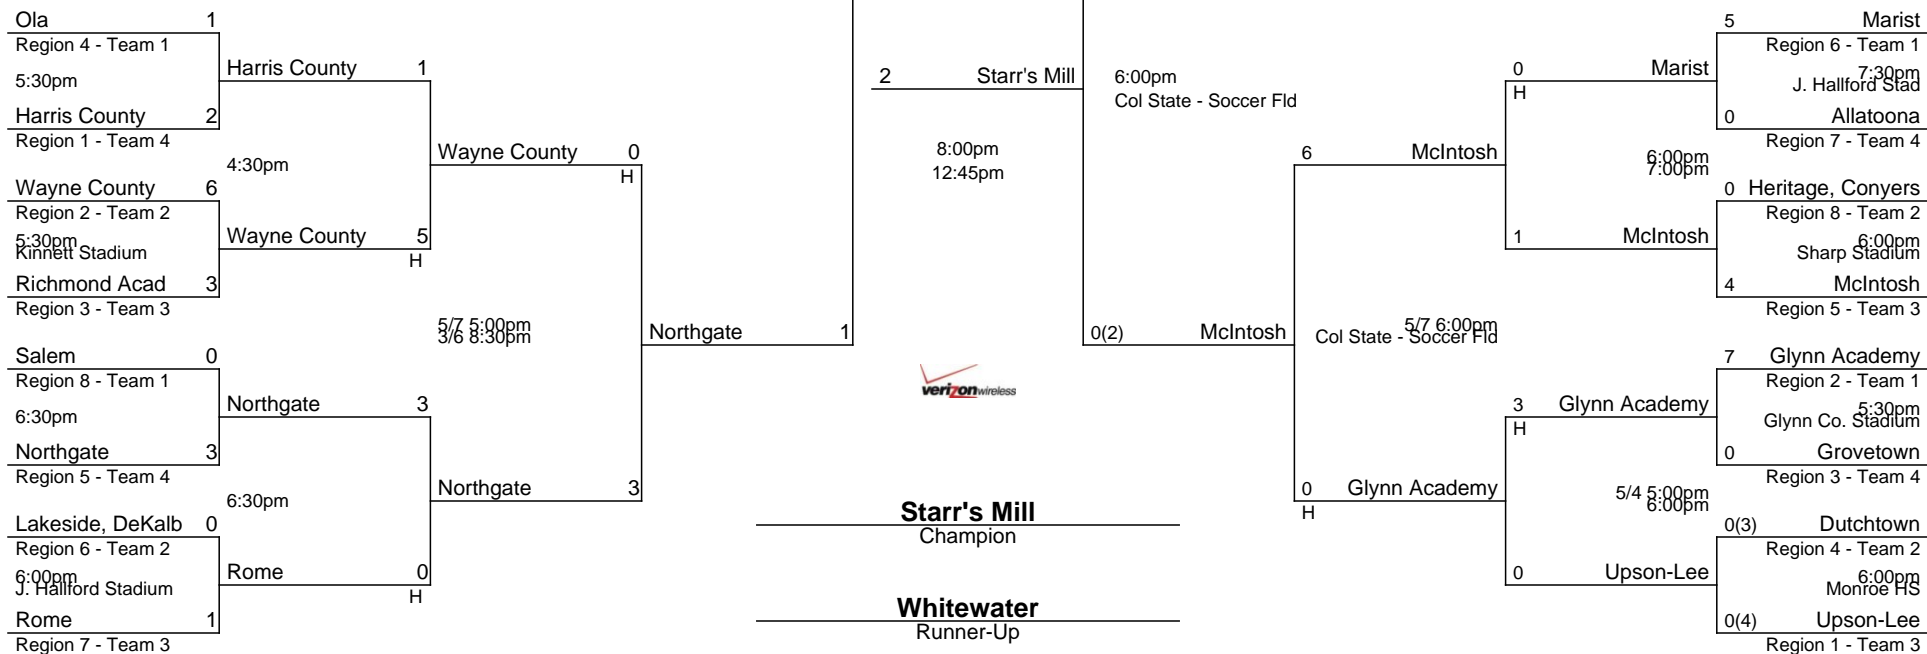 Ola 1
Region 4 - Team 1
5:30pm
Harris County 2
Region 1 - Team 4
Wayne County 6
Region 2 - Team 2
5:30pm
Kinnett Stadium
Richmond Acad 3
Region 3 - Team 3
Salem 0
Region 8 - Team 1
6:30pm
Northgate 3
Region 5 - Team 4
Lakeside, DeKalb 0
Region 6 - Team 2
6:00pm
J. Hallford Stadium
Rome 1
Region 7 - Team 3
Harris County 1
4:30pm
Wayne County 5
H
Northgate 3
6:30pm
Rome 0
H
Wayne County 0
H
5/7 5:00pm
3/6 8:30pm
Northgate 3
Northgate 1
2 Starr's Mill
8:00pm
12:45pm
verizonwireless
Starr's Mill
Champion
Whitewater
Runner-Up
6:00pm
Col State - Soccer Fld
0(2) McIntosh
6 McIntosh
5/7 6:00pm
Col State - Soccer Fld
0 Glynn Academy
H
0 Marist
H
6:00pm
7:00pm
1 McIntosh
3 Glynn Academy
H
5/4 5:00pm
6:00pm
0 Upson-Lee
5 Marist
Region 6 - Team 1
7:30pm
J. Hallford Stad
0 Allatoona
Region 7 - Team 4
0 Heritage, Conyers
Region 8 - Team 2
6:00pm
Sharp Stadium
4 McIntosh
Region 5 - Team 3
7 Glynn Academy
Region 2 - Team 1
5:30pm
Glynn Co. Stadium
0 Grovetown
Region 3 - Team 4
0(3) Dutchtown
Region 4 - Team 2
6:00pm
Monroe HS
0(4) Upson-Lee
Region 1 - Team 3